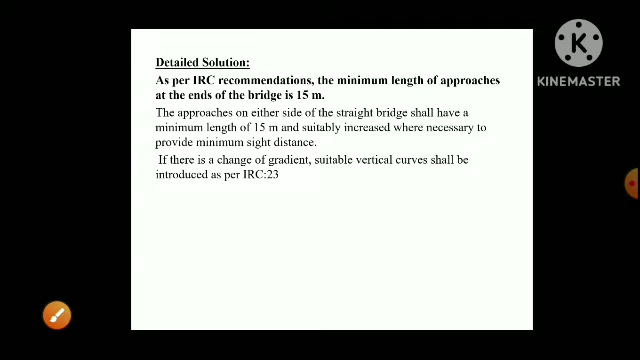 Detailed Solution:
As per IRC recommendations, the minimum length of approaches
at the ends of the bridge is 15 m.
The approaches on either side of the straight bridge shall have a
minimum length of 15 m and suitably increased where necessary to
provide minimum sight distance.
If there is a change of gradient, suitable vertical curves shall be
introduced as per IRC:23
K
KINEMASTER